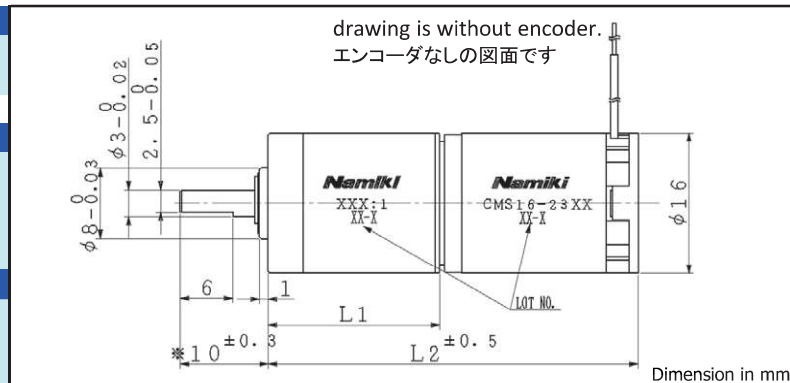 drawing is without encoder.
エンコーダなしの図面です
φ8-0.03 0
φ3-0.02 0
2.5-0.05 0
Namiki
XXX:1
XX-X
Namiki
CMS16-23XX
XX-X
φ16
LOT NO.
6
1
L1
※10±0.3
L2±0.5
Dimension in mm